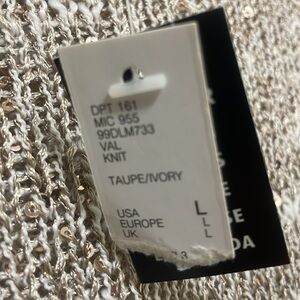 DPT 161
MIC 955
99DLM733
VAL
KNIT
TAUPE/IVORY
USA L
EUROPE L
UK L